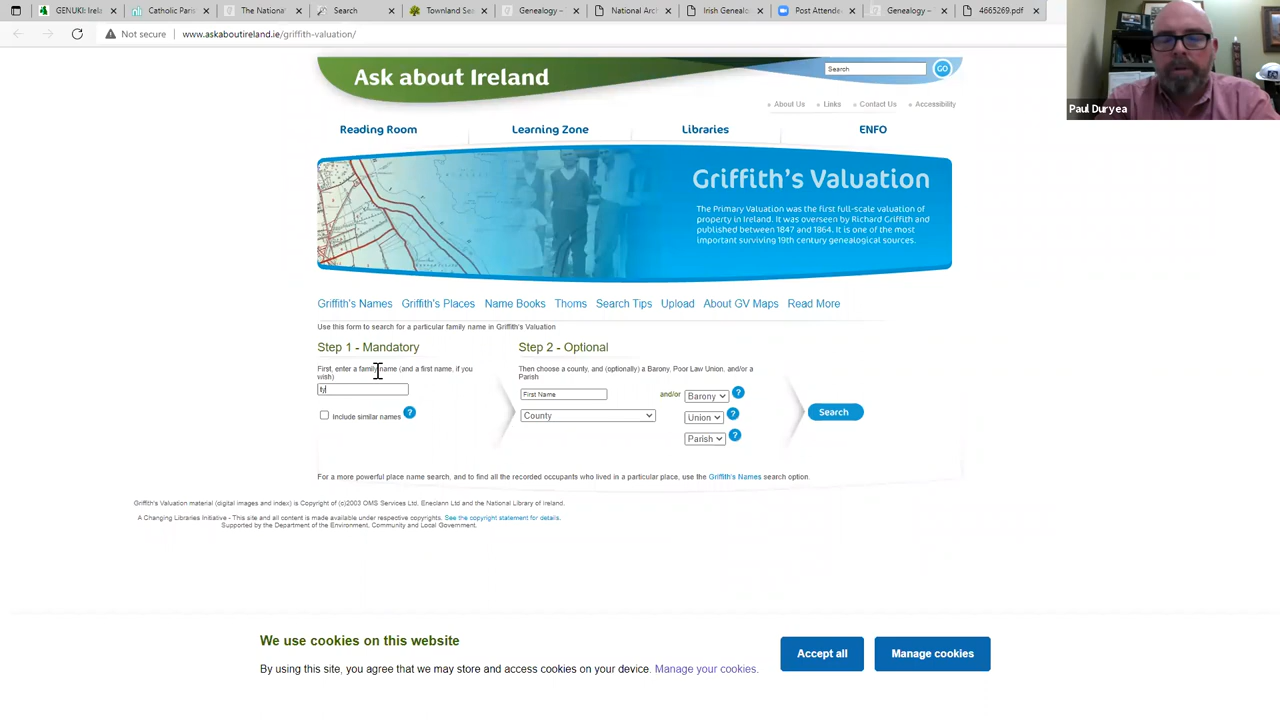 GENUKI: Irela
Catholic Paris
The National
Search
Townland Sea
Genealogy –
National Arch
Irish Genealo
Post Attende
Genealogy –
4665269.pdf
Not secure
www.askaboutireland.ie/griffith-valuation/
Paul Duryea
Ask about Ireland
Search
GO
About Us Links Contact Us Accessibility
Reading Room Learning Zone Libraries ENFO
Griffith's Valuation
The Primary Valuation was the first full-scale valuation of
property in Ireland. It was overseen by Richard Griffith and
published between 1847 and 1864. It is one of the most
important surviving 19th century genealogical sources.
Griffith's Names Griffith's Places Name Books Thoms Search Tips Upload About GV Maps Read More
Use this form to search for a particular family name in Griffith's Valuation
Step 1 - Mandatory
First, enter a family name (and a first name, if you
wish)
ty
Include similar names ?
Step 2 - Optional
Then choose a county, and (optionally) a Barony, Poor Law Union, and/or a
Parish
First Name
County
and/or
Barony ?
Union ?
Parish ?
Search
For a more powerful place name search, and to find all the recorded occupants who lived in a particular place, use the Griffith's Names search option.
Griffith's Valuation material (digital images and index) is Copyright of (c)2003 OMS Services Ltd, Eneclann Ltd and the National Library of Ireland.
A Changing Libraries Initiative - This site and all content is made available under respective copyrights. See the copyright statement for details.
Supported by the Department of the Environment, Community and Local Government.
We use cookies on this website
By using this site, you agree that we may store and access cookies on your device. Manage your cookies.
Accept all
Manage cookies